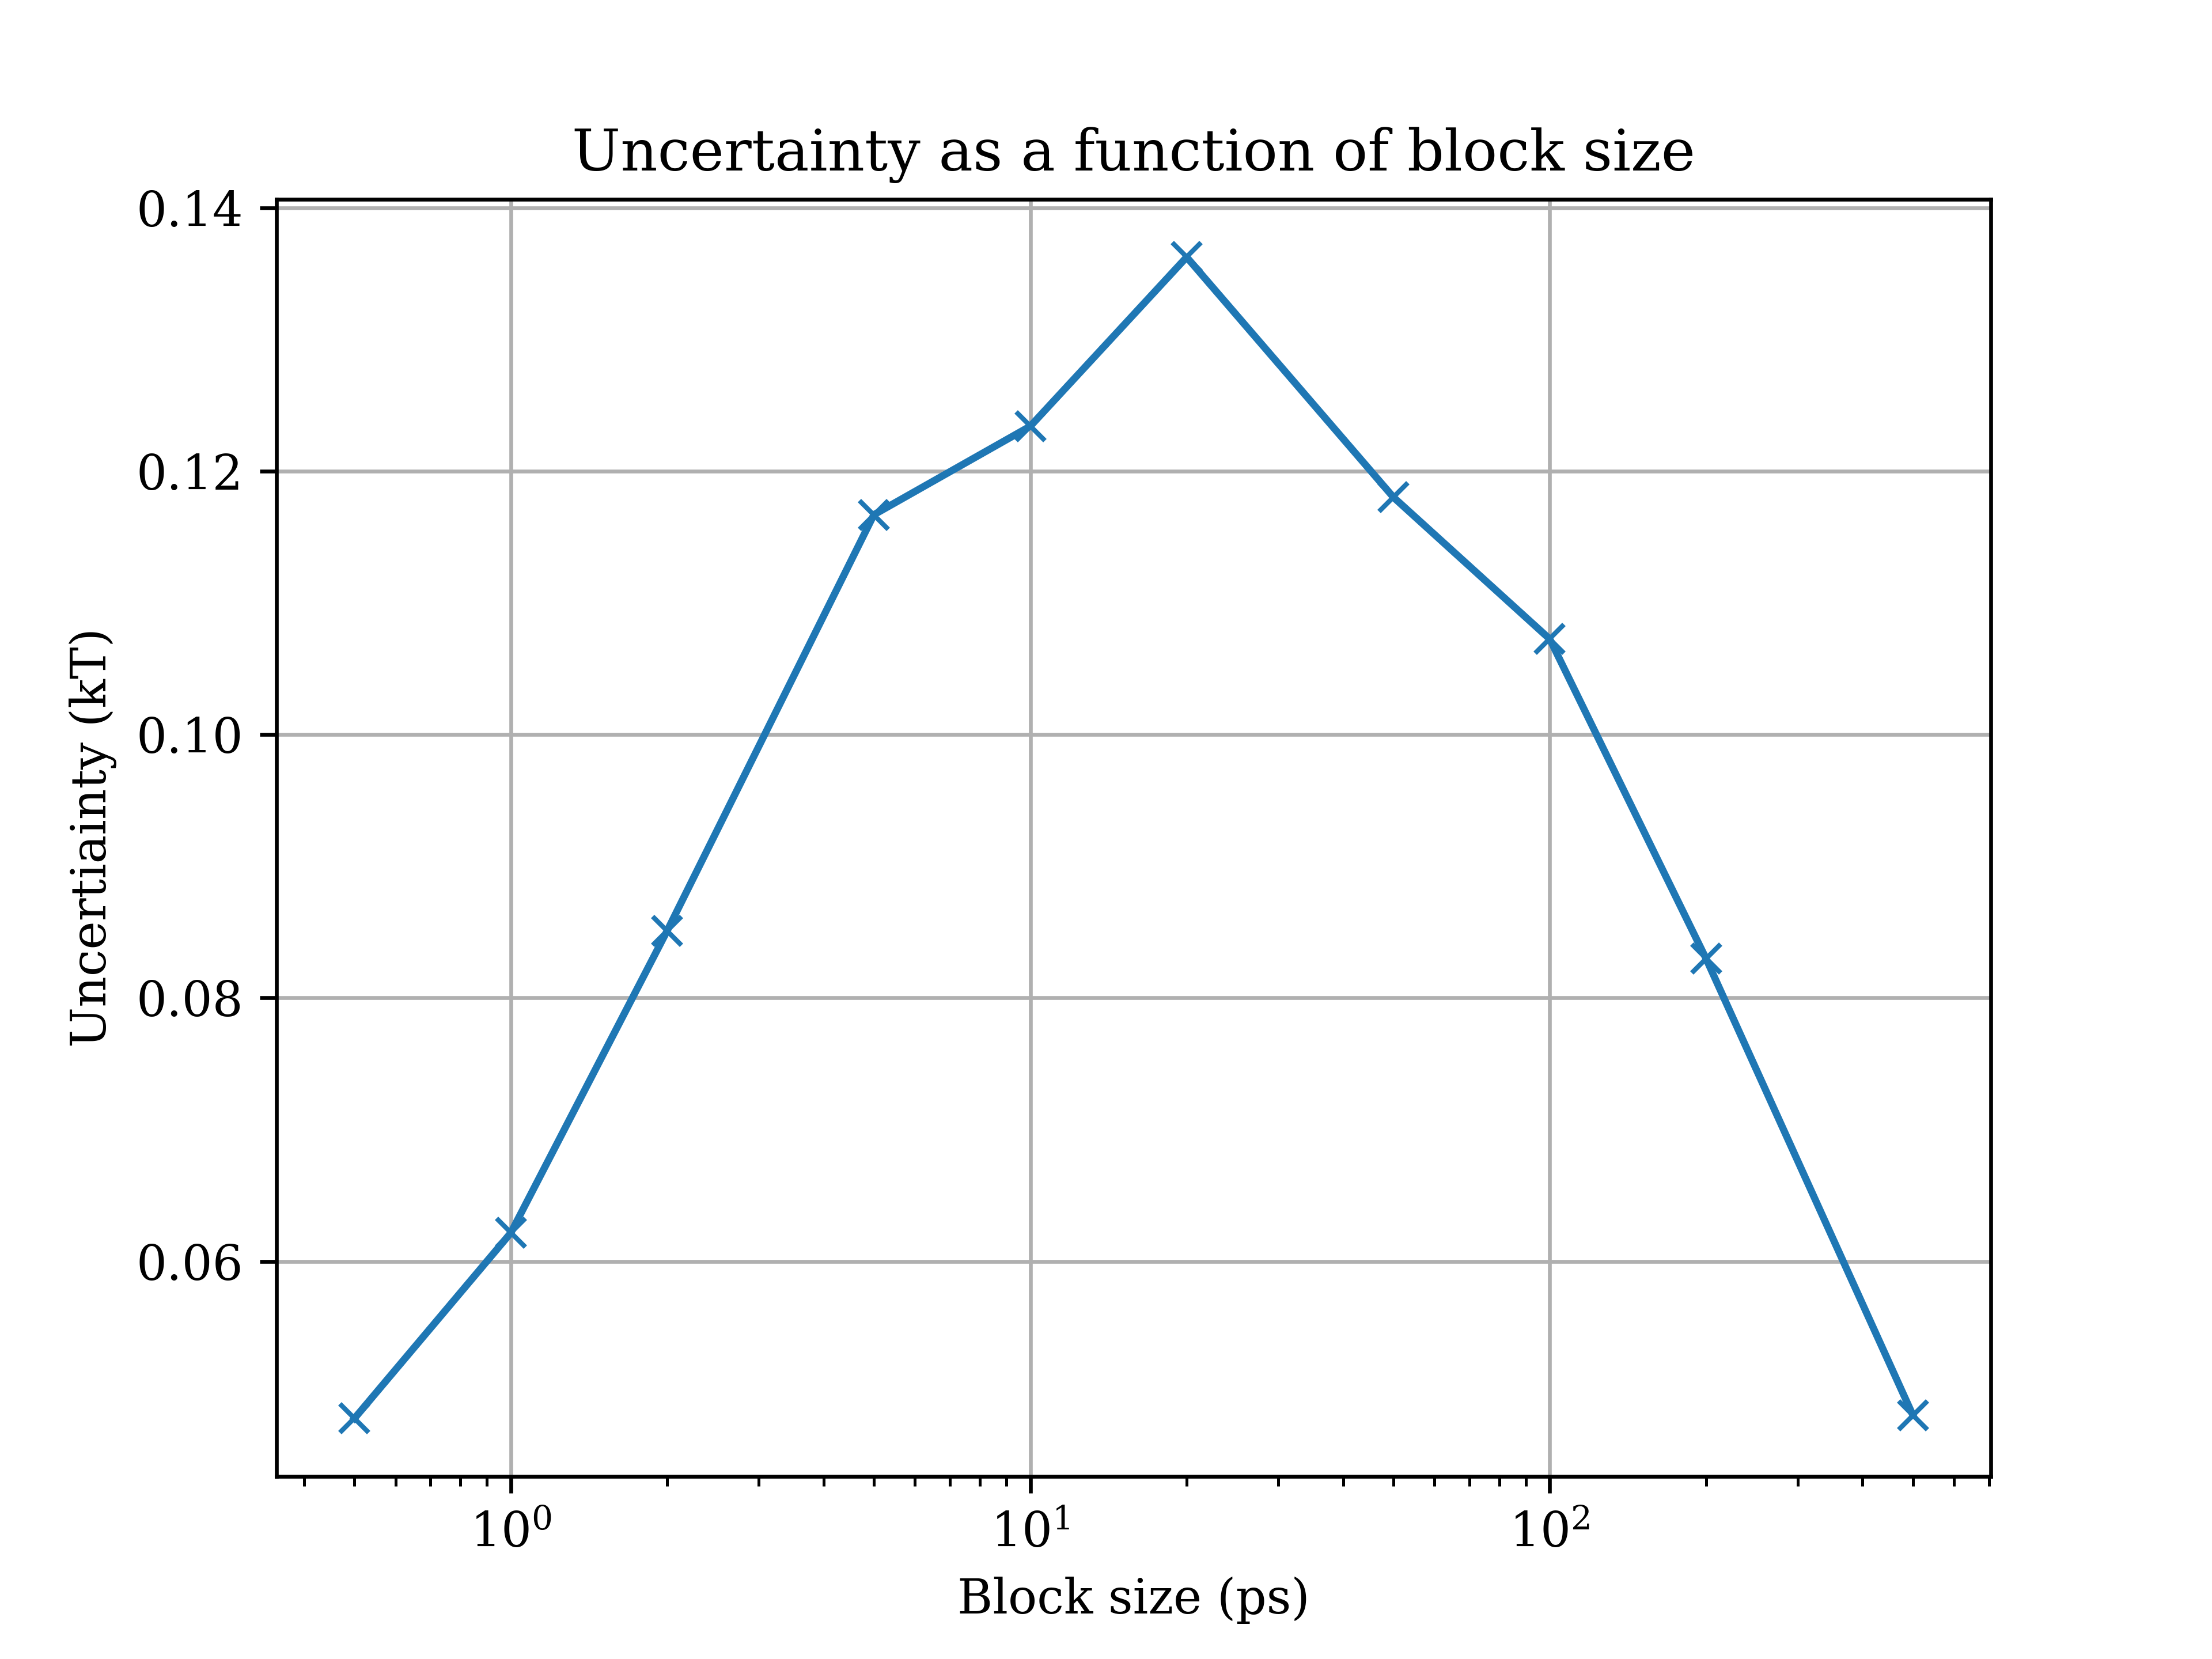 Uncertainty as a function of block size
0.14
0.12
0.10
0.08
0.06
Uncertiainty (kT)
10⁰
10¹
10²
Block size (ps)